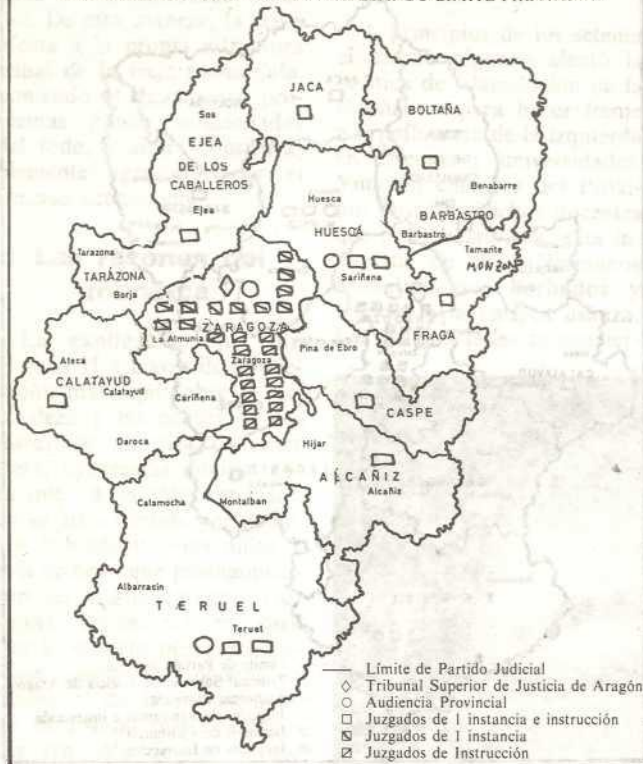 JACA
BOLTAÑA
Sos
EJEA
DE LOS
CABALLEROS
Ejea
Benabarre
Huesca
HUESCA
BARBASTRO
Barbastro
Sariñena
Tarazona
TARAZONA
Borja
Tamarite
MONZON
FRAGA
ZARAGOZA
La Almunia
Zaragoza
Pina de Ebro
Ateca
CALATAYUD
Calatayud
Cariñena
CASPE
Daroca
Hijar
ALCAÑIZ
Alcañiz
Calamocha
Montalban
Albarracin
TERUEL
Teruel
Límite de Partido Judicial
Tribunal Superior de Justicia de Aragón
Audiencia Provincial
Juzgados de I instancia e instrucción
Juzgados de I instancia
Juzgados de Instrucción